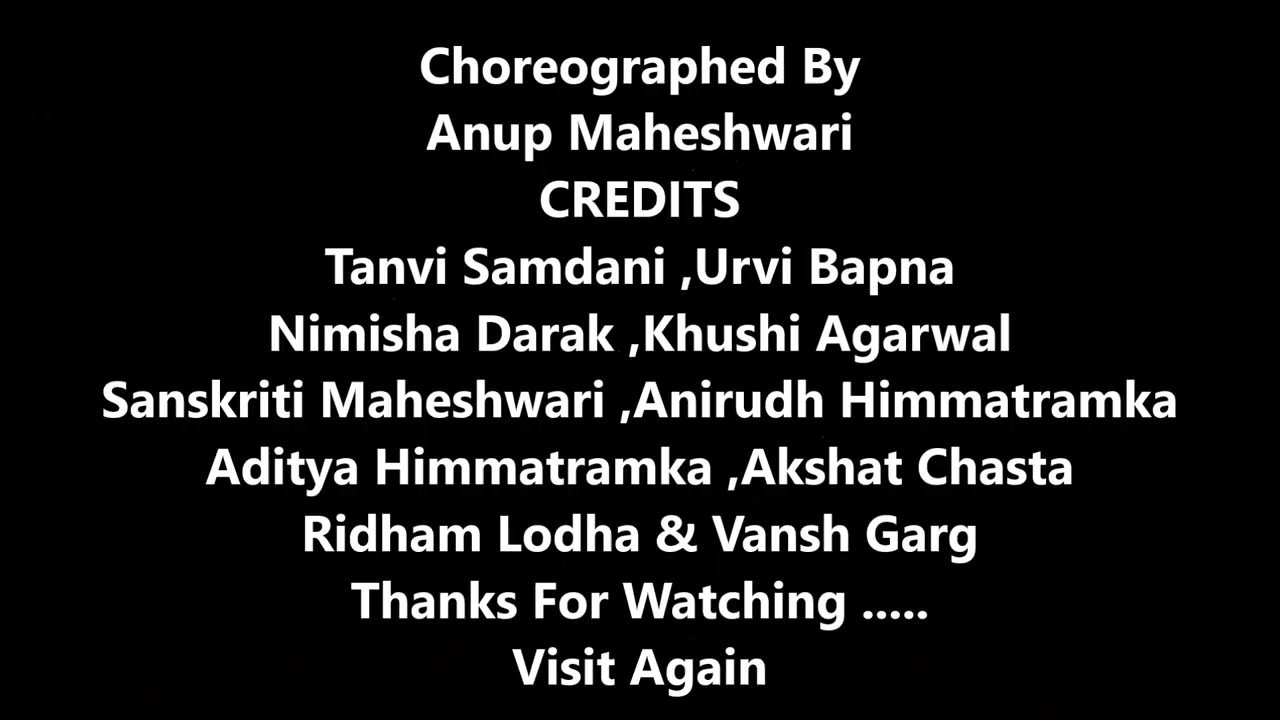 Choreographed By
Anup Maheshwari
CREDITS
Tanvi Samdani ,Urvi Bapna
Nimisha Darak ,Khushi Agarwal
Sanskriti Maheshwari ,Anirudh Himmatramka
Aditya Himmatramka ,Akshat Chasta
Ridham Lodha & Vansh Garg
Thanks For Watching .....
Visit Again